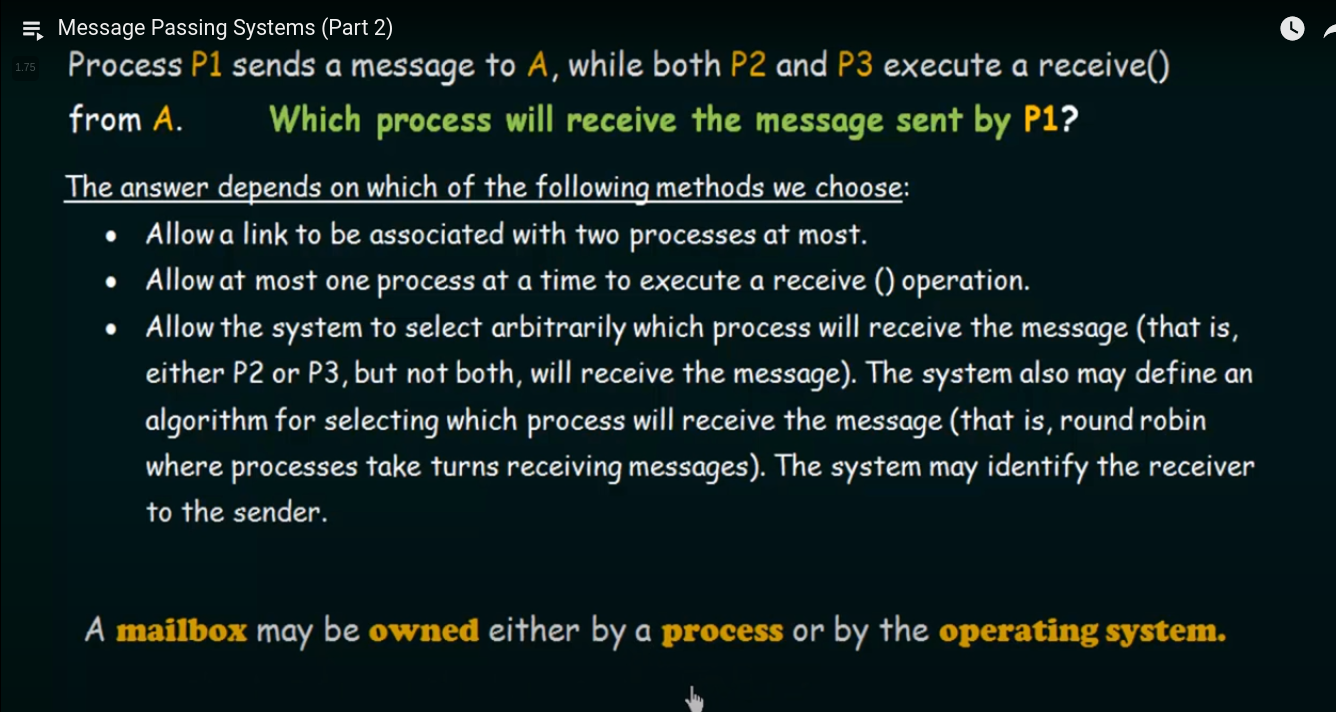 Message Passing Systems (Part 2)
1.75
Process P1 sends a message to A, while both P2 and P3 execute a receive()
from A. Which process will receive the message sent by P1?
The answer depends on which of the following methods we choose:
• Allow a link to be associated with two processes at most.
• Allow at most one process at a time to execute a receive () operation.
• Allow the system to select arbitrarily which process will receive the message (that is,
either P2 or P3, but not both, will receive the message). The system also may define an
algorithm for selecting which process will receive the message (that is, round robin
where processes take turns receiving messages). The system may identify the receiver
to the sender.
A mailbox may be owned either by a process or by the operating system.